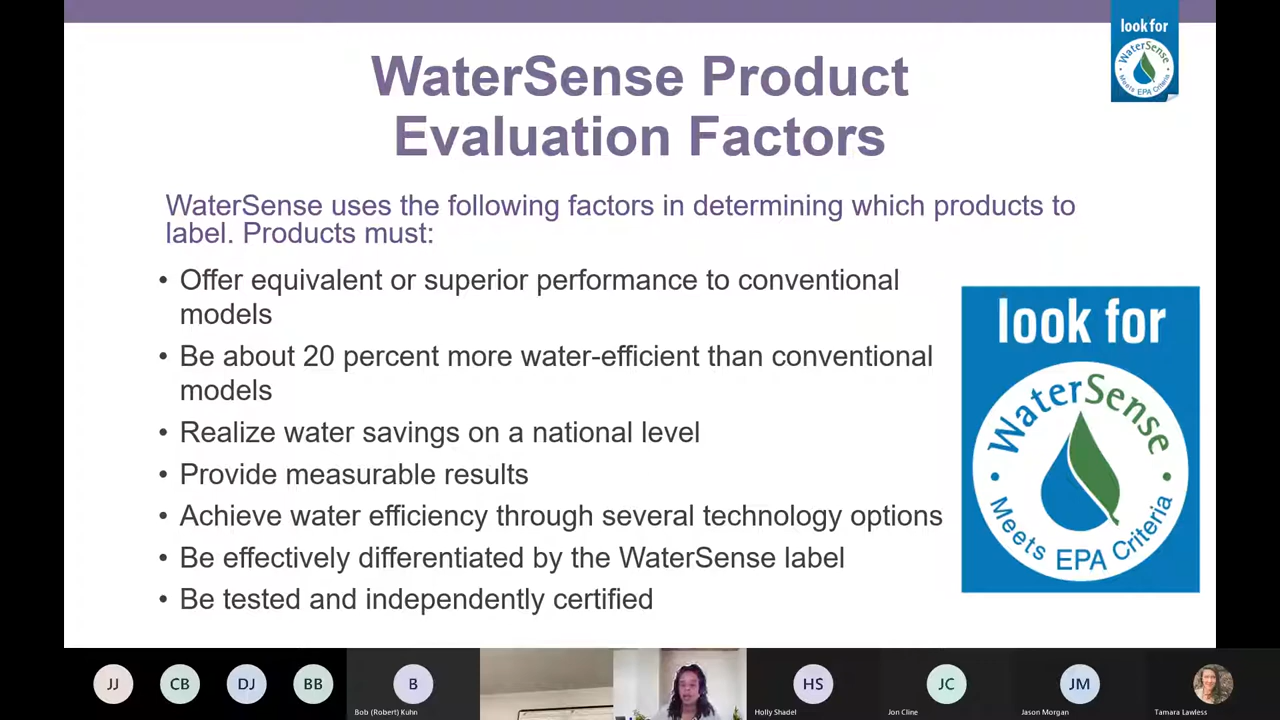 look for
WaterSense
Meets EPA Criteria
WaterSense Product
Evaluation Factors
WaterSense uses the following factors in determining which products to
label. Products must:
• Offer equivalent or superior performance to conventional
models
• Be about 20 percent more water-efficient than conventional
models
• Realize water savings on a national level
• Provide measurable results
• Achieve water efficiency through several technology options
• Be effectively differentiated by the WaterSense label
• Be tested and independently certified
look for
WaterSense
Meets EPA Criteria
JJ
CB
DJ
BB
B
Bob (Robert) Kuhn
HS
Holly Shadel
JC
Jon Cline
JM
Jason Morgan
Tamara Lawless